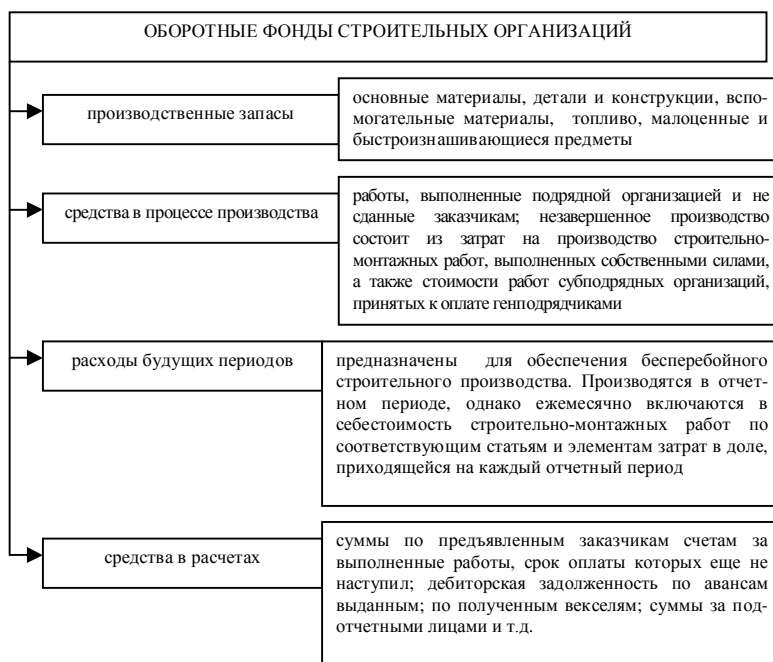 ОБОРОТНЫЕ ФОНДЫ СТРОИТЕЛЬНЫХ ОРГАНИЗАЦИЙ
производственные запасы
основные материалы, детали и конструкции, вспо-
могательные материалы, топливо, малоценные и
быстроизнашивающиеся предметы
средства в процессе производства
работы, выполненные подрядной организацией и не
сданные заказчикам; незавершенное производство
состоит из затрат на производство строительно-
монтажных работ, выполненных собственными силами,
а также стоимости работ субподрядных организаций,
принятых к оплате генподрядчиками
расходы будущих периодов
предназначены для обеспечения бесперебойного
строительного производства. Производятся в отчет-
ном периоде, однако ежемесячно включаются в
себестоимость строительно-монтажных работ по
соответствующим статьям и элементам затрат в доле,
приходящейся на каждый отчетный период
средства в расчетах
суммы по предъявленным заказчикам счетам за
выполненные работы, срок оплаты которых еще не
наступил; дебиторская задолженность по авансам
выданным; по полученным векселям; суммы за под-
отчетными лицами и т.д.